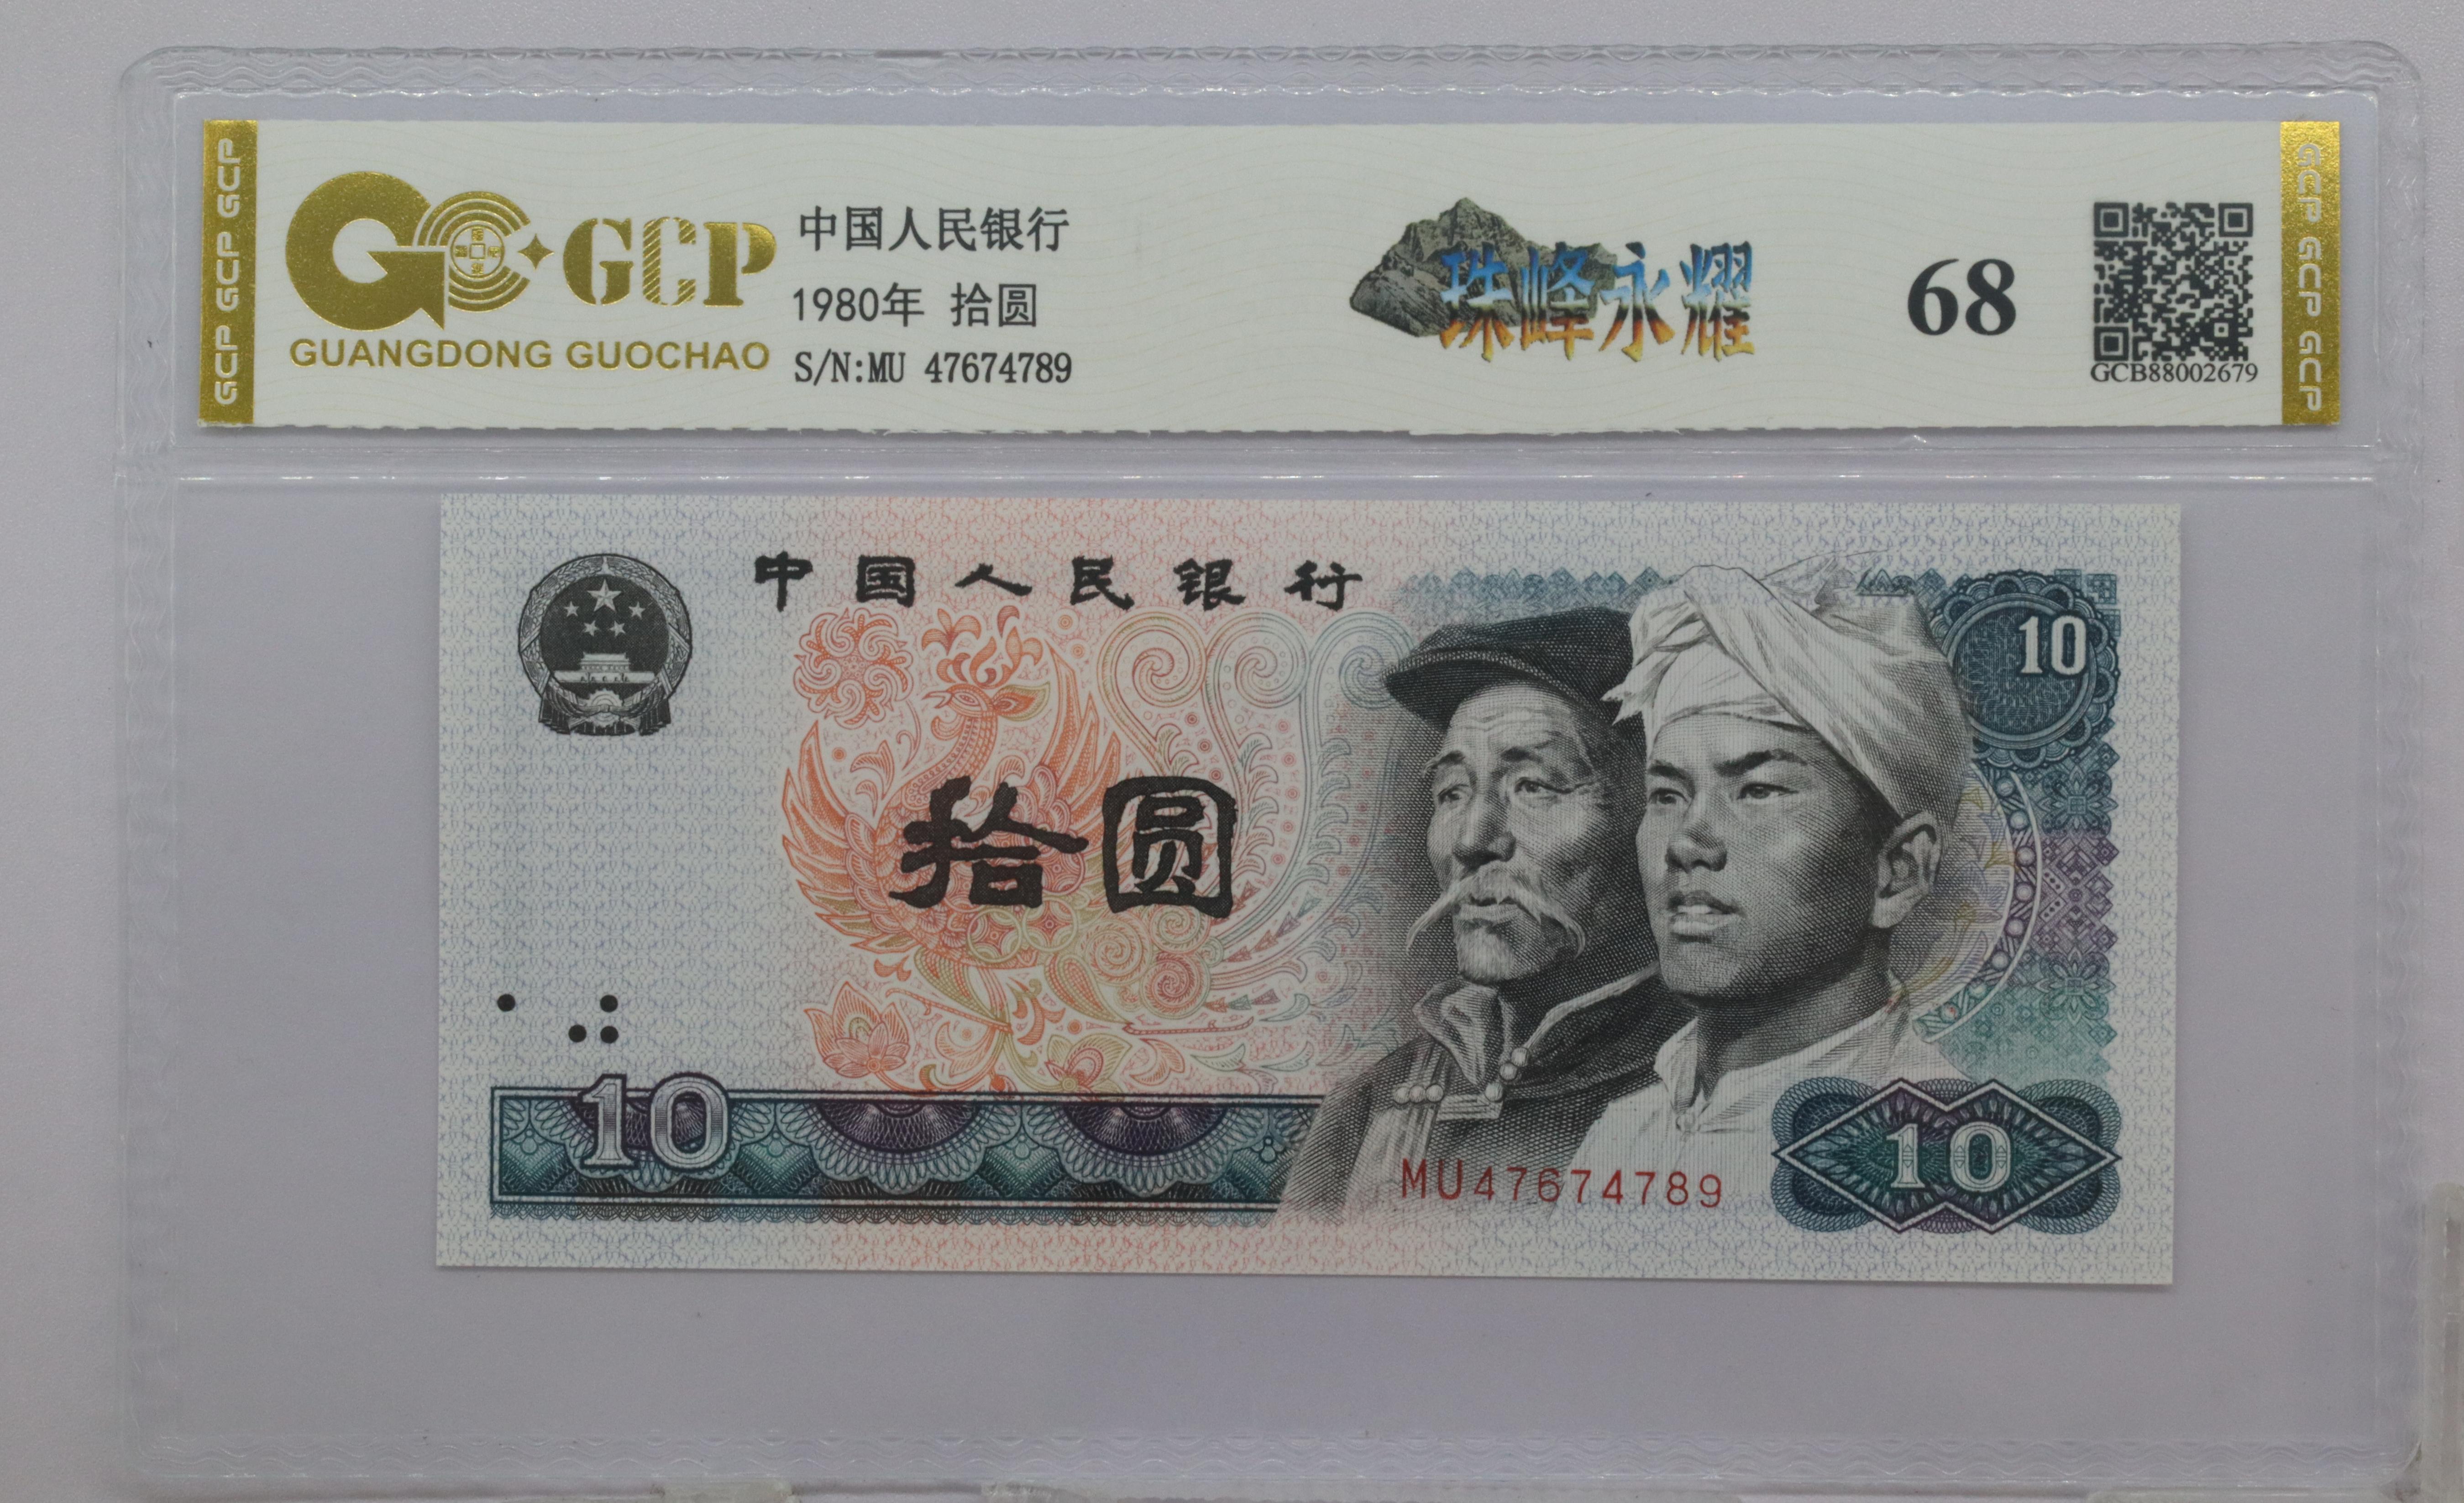 GCP GCP GCP
GCP
GUANGDONG GUOCHAO
中国人民银行
1980年 拾圆
S/N:MU 47674789
珠峰永耀
68
GCB88002679
GCP GCP GCP
中国人民银行
10
拾圆
10
MU47674789
10